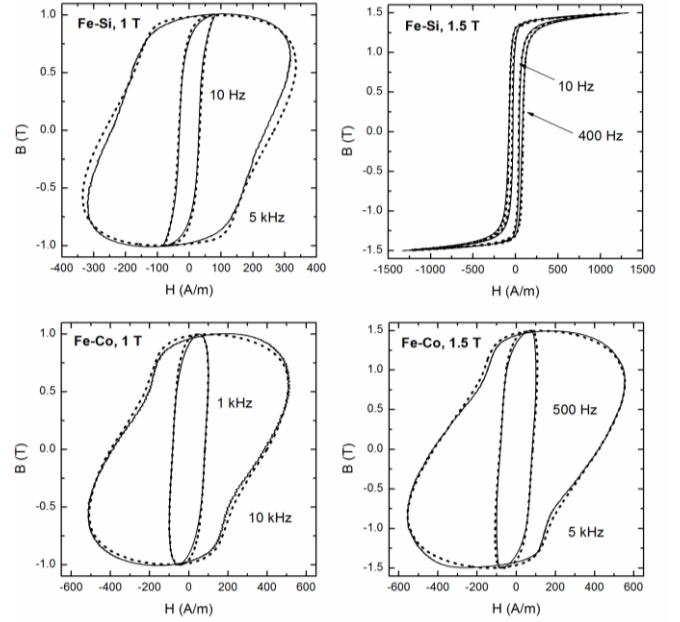 Fe-Si, 1 T
1.0
0.5
0.0
-0.5
-1.0
B (T)
10 Hz
5 kHz
-400 -300 -200 -100 0 100 200 300 400
H (A/m)
Fe-Si, 1.5 T
1.5
1.0
0.5
0.0
-0.5
-1.0
-1.5
B (T)
10 Hz
400 Hz
-1500 -1000 -500 0 500 1000 1500
H (A/m)
Fe-Co, 1 T
1.0
0.5
0.0
-0.5
-1.0
B (T)
1 kHz
10 kHz
-600 -400 -200 0 200 400 600
H (A/m)
Fe-Co, 1.5 T
1.5
1.0
0.5
0.0
-0.5
-1.0
-1.5
B (T)
500 Hz
5 kHz
-600 -400 -200 0 200 400 600
H (A/m)